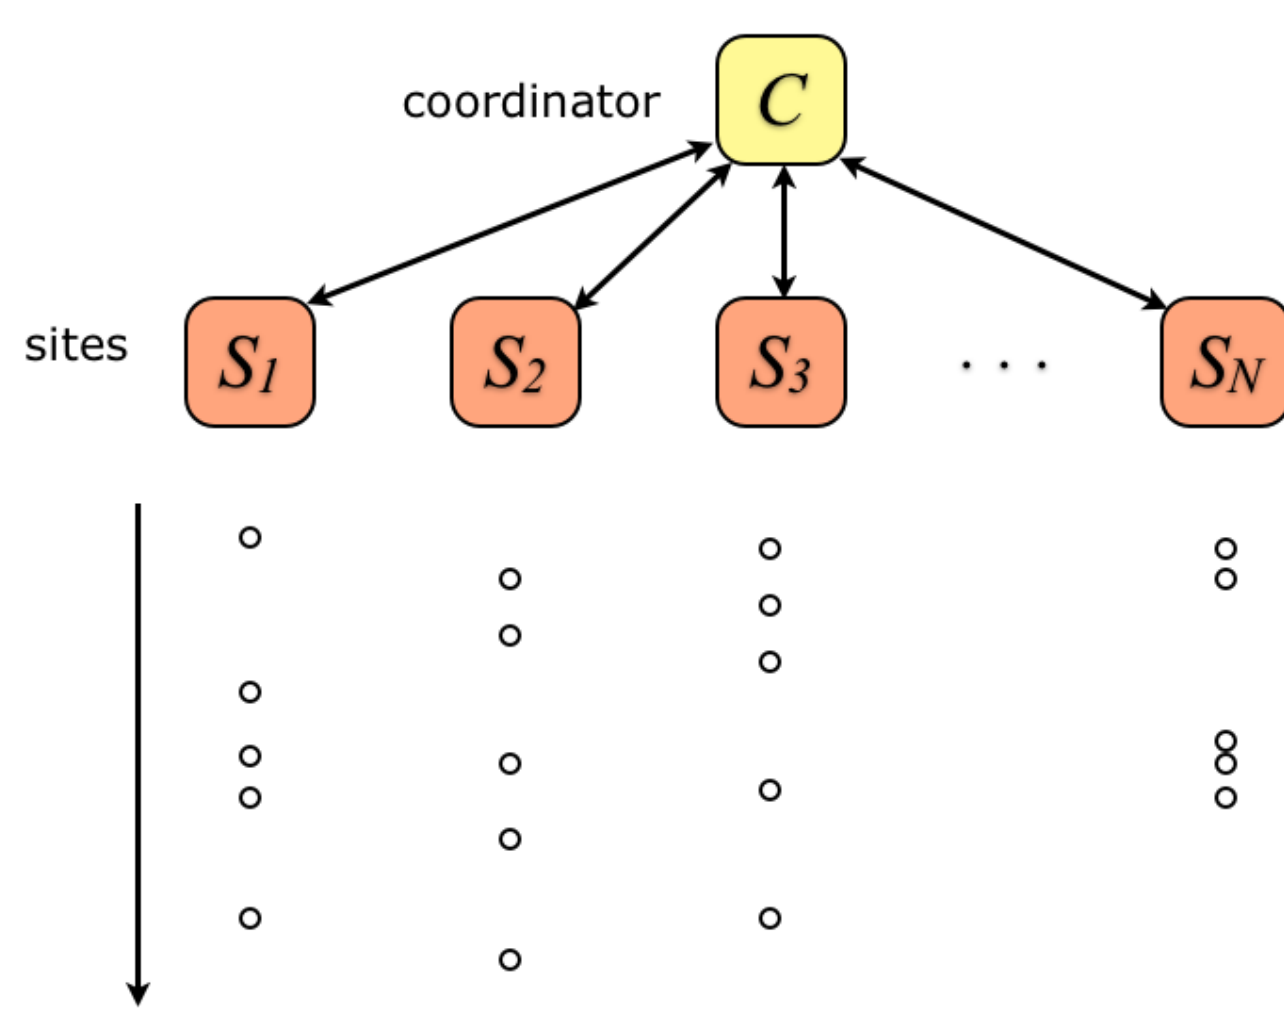 C
coordinator
sites
S1 S2 S3 . . . SN